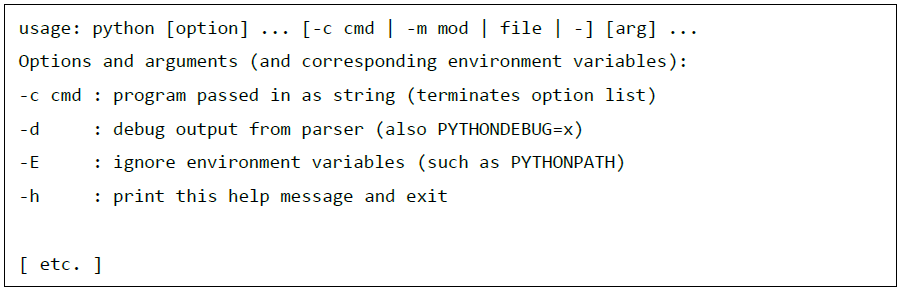 usage: python [option] ... [-c cmd | -m mod | file | -] [arg] ...
Options and arguments (and corresponding environment variables):
-c cmd : program passed in as string (terminates option list)
-d     : debug output from parser (also PYTHONDEBUG=x)
-E     : ignore environment variables (such as PYTHONPATH)
-h     : print this help message and exit
[ etc. ]